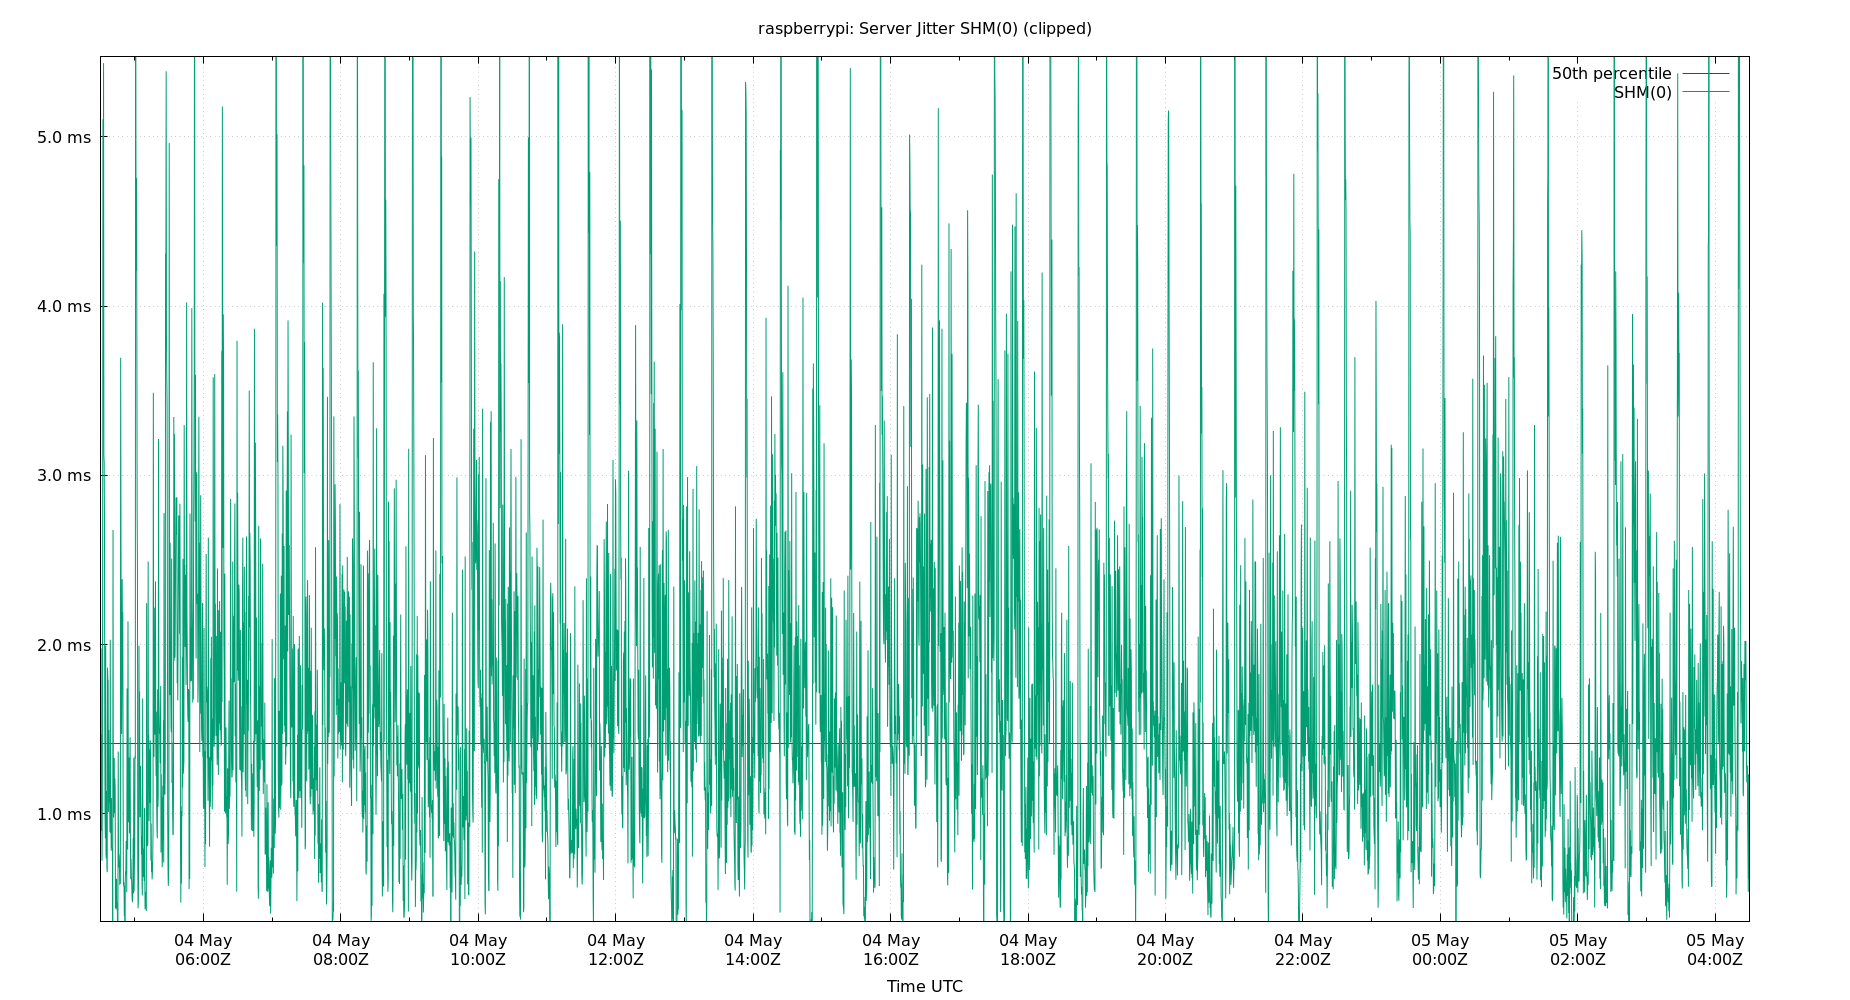 raspberrypi: Server Jitter SHM(0) (clipped)
50th percentile
SHM(0)
5.0 ms
4.0 ms
3.0 ms
2.0 ms
1.0 ms
04 May 04 May 04 May 04 May 04 May 04 May 04 May 04 May 04 May 05 May 05 May 05 May
06:00Z 08:00Z 10:00Z 12:00Z 14:00Z 16:00Z 18:00Z 20:00Z 22:00Z 00:00Z 02:00Z 04:00Z
Time UTC